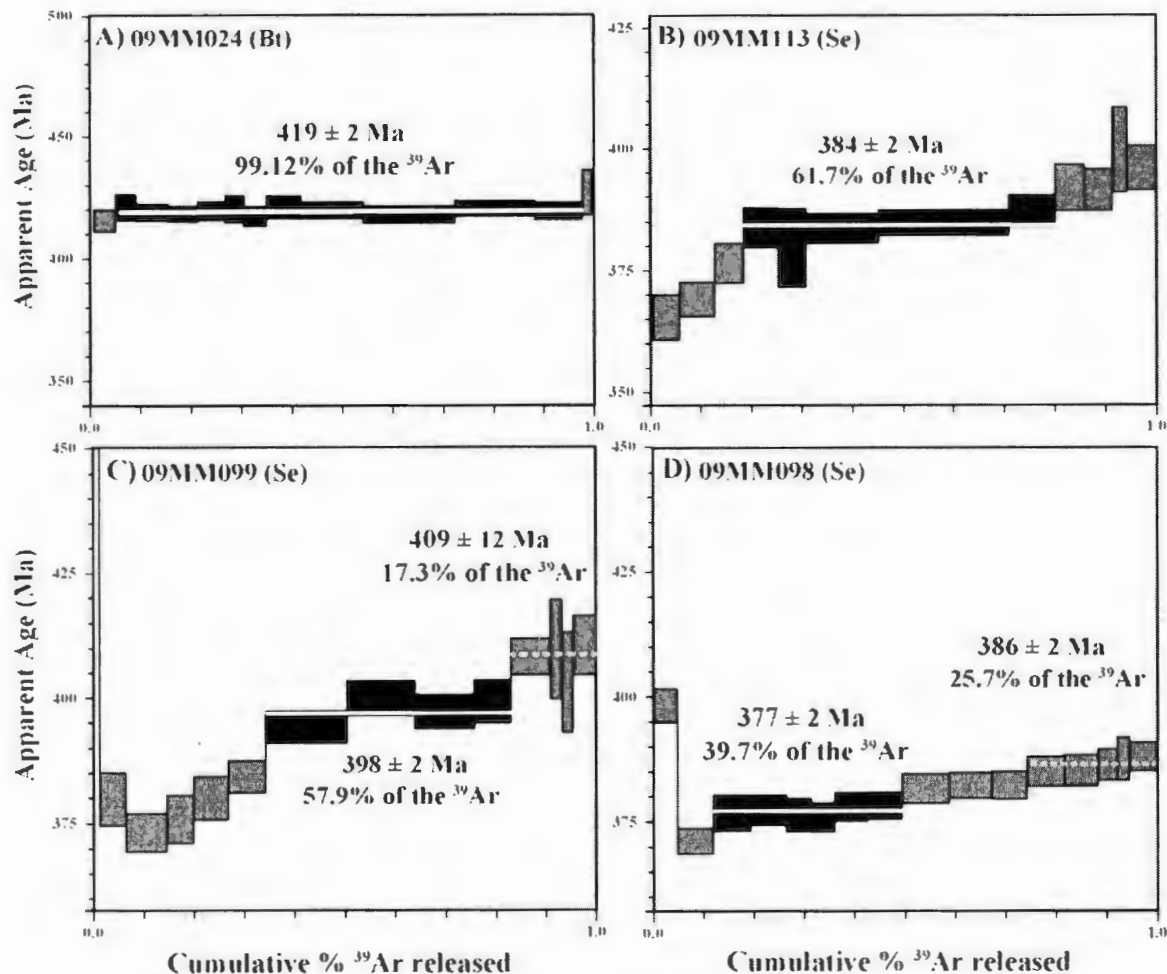 A) 09MM024 (Bt)
500
450
400
350
Apparent Age (Ma)
419 ± 2 Ma
99.12% of the ³⁹Ar
0.0
1.0
B) 09MM113 (Se)
425
400
375
350
384 ± 2 Ma
61.7% of the ³⁹Ar
0.0
1.0
C) 09MM099 (Se)
450
425
400
375
Apparent Age (Ma)
409 ± 12 Ma
17.3% of the ³⁹Ar
398 ± 2 Ma
57.9% of the ³⁹Ar
0.0
1.0
Cumulative % ³⁹Ar released
D) 09MM098 (Se)
450
425
400
375
386 ± 2 Ma
25.7% of the ³⁹Ar
377 ± 2 Ma
39.7% of the ³⁹Ar
0.0
1.0
Cumulative % ³⁹Ar released